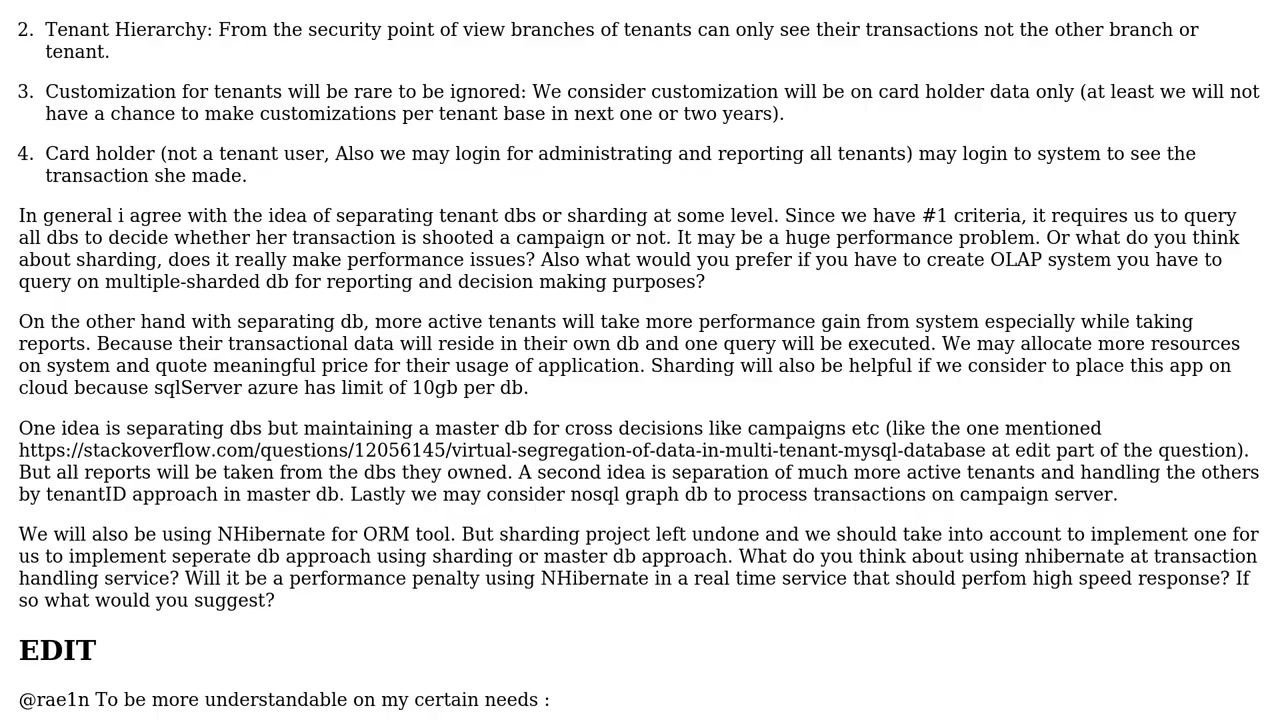 2. Tenant Hierarchy: From the security point of view branches of tenants can only see their transactions not the other branch or
tenant.
3. Customization for tenants will be rare to be ignored: We consider customization will be on card holder data only (at least we will not
have a chance to make customizations per tenant base in next one or two years).
4. Card holder (not a tenant user, Also we may login for administrating and reporting all tenants) may login to system to see the
transaction she made.
In general i agree with the idea of separating tenant dbs or sharding at some level. Since we have #1 criteria, it requires us to query
all dbs to decide whether her transaction is shooted a campaign or not. It may be a huge performance problem. Or what do you think
about sharding, does it really make performance issues? Also what would you prefer if you have to create OLAP system you have to
query on multiple-sharded db for reporting and decision making purposes?
On the other hand with separating db, more active tenants will take more performance gain from system especially while taking
reports. Because their transactional data will reside in their own db and one query will be executed. We may allocate more resources
on system and quote meaningful price for their usage of application. Sharding will also be helpful if we consider to place this app on
cloud because sqlServer azure has limit of 10gb per db.
One idea is separating dbs but maintaining a master db for cross decisions like campaigns etc (like the one mentioned
https://stackoverflow.com/questions/12056145/virtual-segregation-of-data-in-multi-tenant-mysql-database at edit part of the question).
But all reports will be taken from the dbs they owned. A second idea is separation of much more active tenants and handling the others
by tenantID approach in master db. Lastly we may consider nosql graph db to process transactions on campaign server.
We will also be using NHibernate for ORM tool. But sharding project left undone and we should take into account to implement one for
us to implement seperate db approach using sharding or master db approach. What do you think about using nhibernate at transaction
handling service? Will it be a performance penalty using NHibernate in a real time service that should perfom high speed response? If
so what would you suggest?
EDIT
@rae1n To be more understandable on my certain needs :